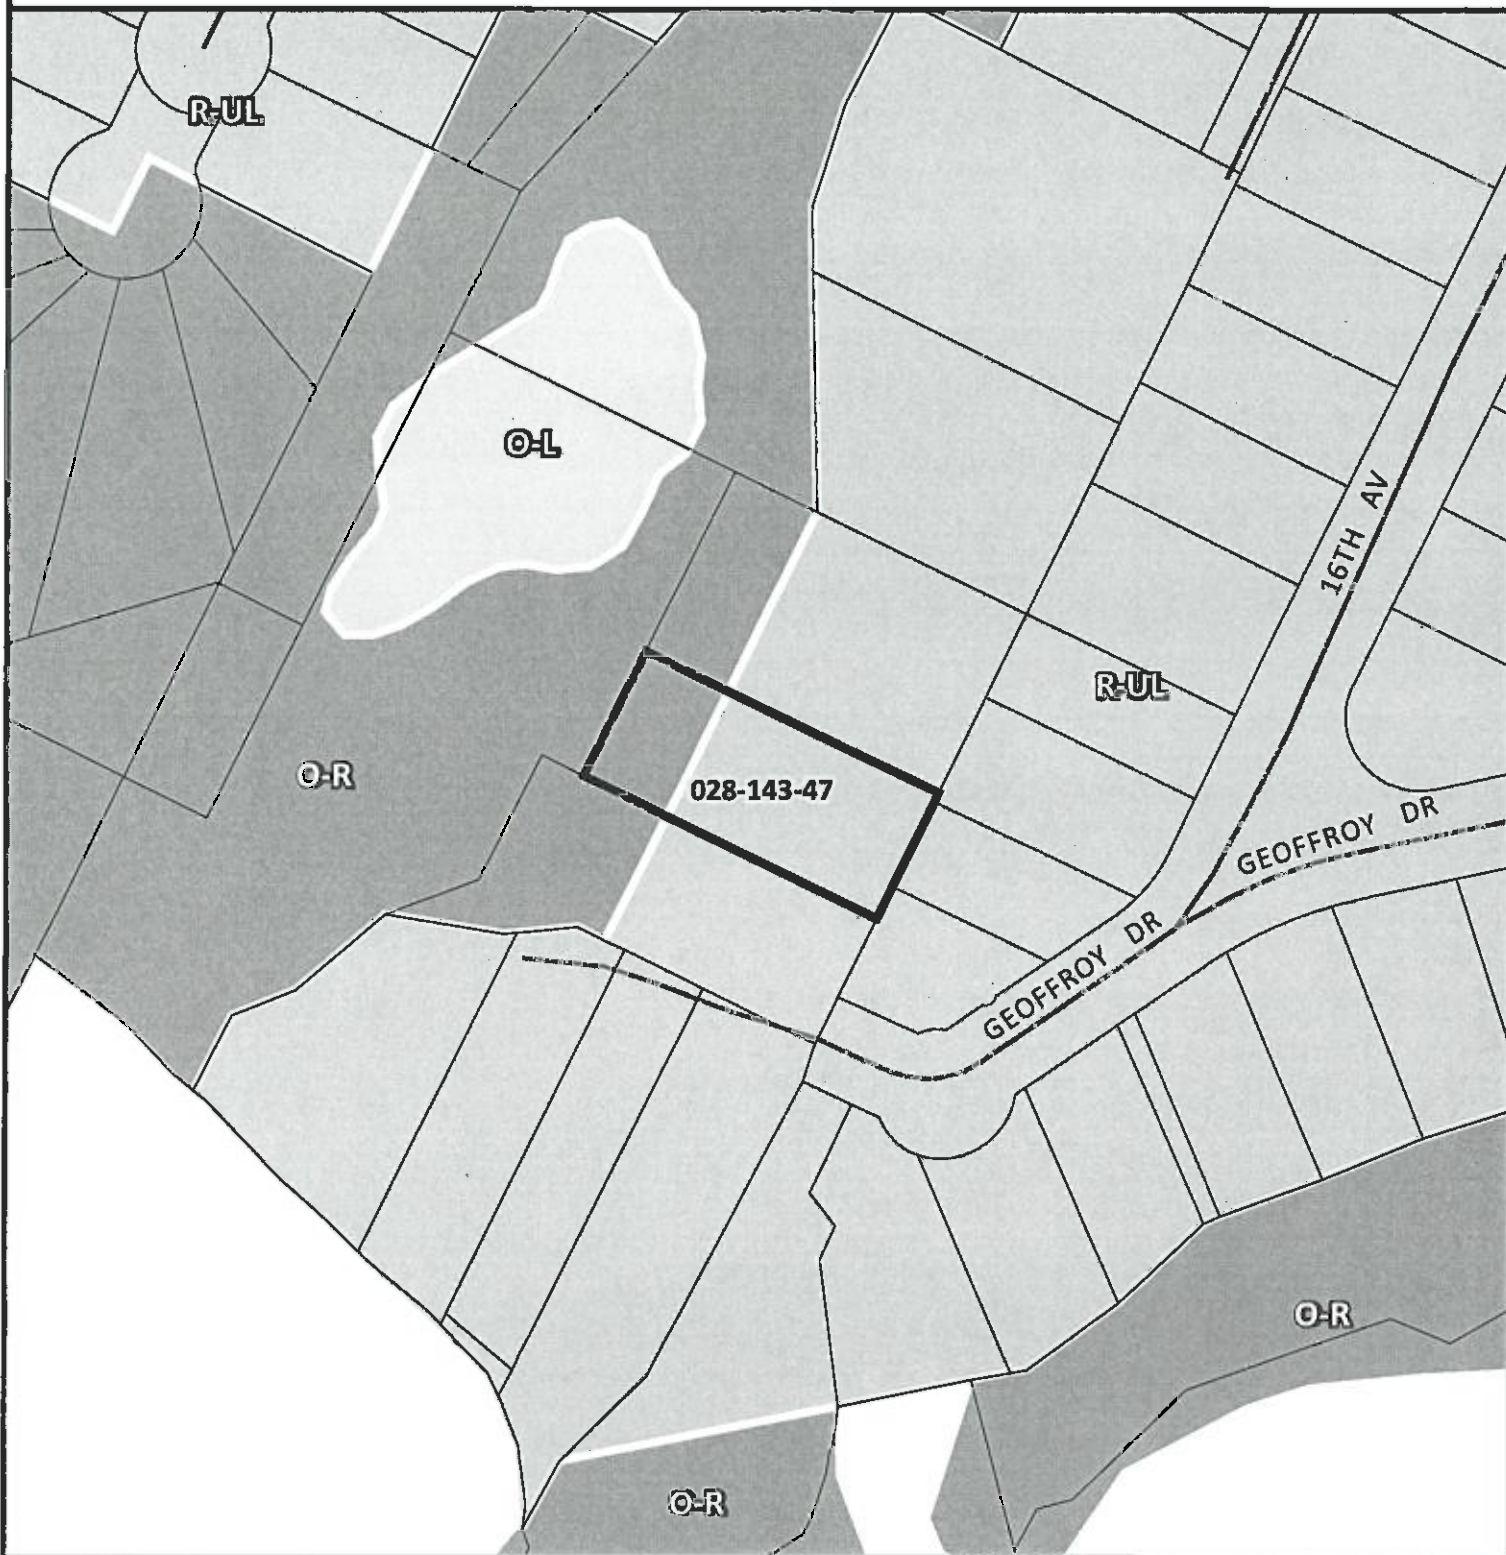 R-UL
O-L
16TH AV
R-UL
O-R
028-143-47
GEOFFROY DR
GEOFFROY DR
O-R
O-R